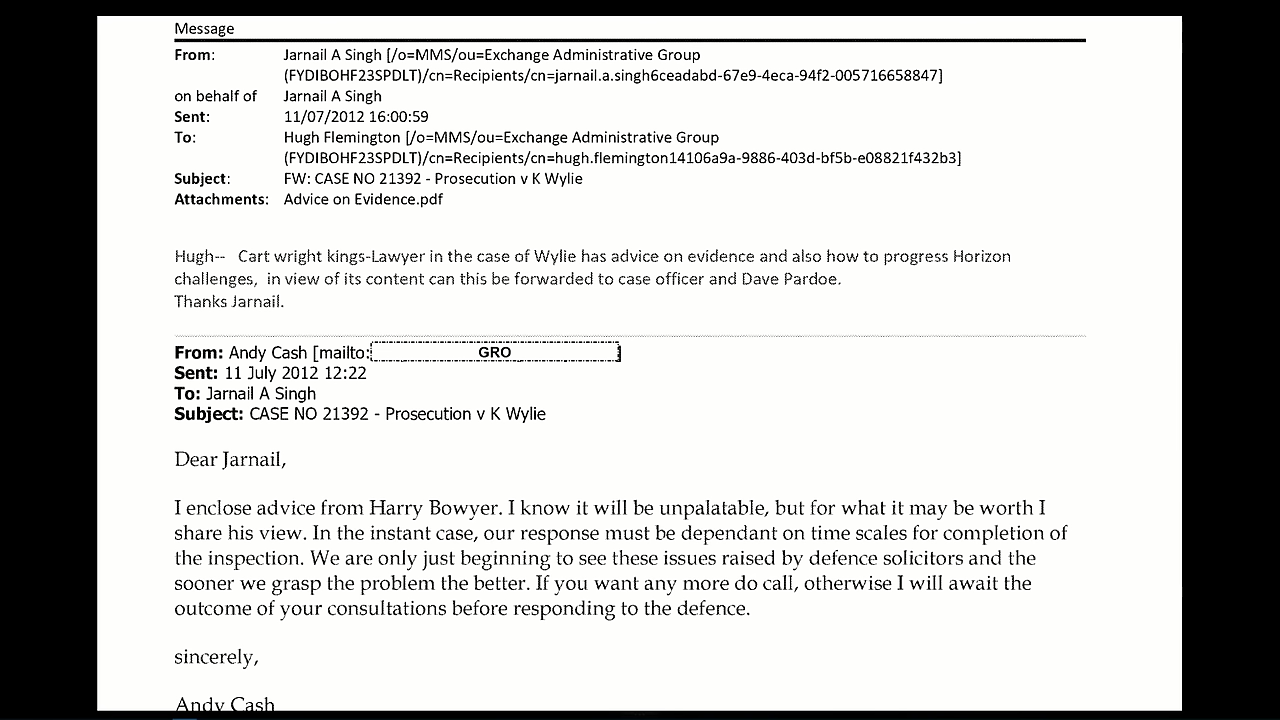 Message
From: Jarnail A Singh [/o=MMS/ou=Exchange Administrative Group
(FYDIBOHF23SPDLT)/cn=Recipients/cn=jarnail.a.singh6ceadabd-67e9-4eca-94f2-005716658847]
on behalf of Jarnail A Singh
Sent: 11/07/2012 16:00:59
To: Hugh Flemington [/o=MMS/ou=Exchange Administrative Group
(FYDIBOHF23SPDLT)/cn=Recipients/cn=hugh.flemington14106a9a-9886-403d-bf5b-e08821f432b3]
Subject: FW: CASE NO 21392 - Prosecution v K Wylie
Attachments: Advice on Evidence.pdf
Hugh-- Cart wright kings-Lawyer in the case of Wylie has advice on evidence and also how to progress Horizon
challenges, in view of its content can this be forwarded to case officer and Dave Pardoe.
Thanks Jarnail.
From: Andy Cash [mailto: GRO ]
Sent: 11 July 2012 12:22
To: Jarnail A Singh
Subject: CASE NO 21392 - Prosecution v K Wylie
Dear Jarnail,
I enclose advice from Harry Bowyer. I know it will be unpalatable, but for what it may be worth I
share his view. In the instant case, our response must be dependant on time scales for completion of
the inspection. We are only just beginning to see these issues raised by defence solicitors and the
sooner we grasp the problem the better. If you want any more do call, otherwise I will await the
outcome of your consultations before responding to the defence.
sincerely,
Andy Cash